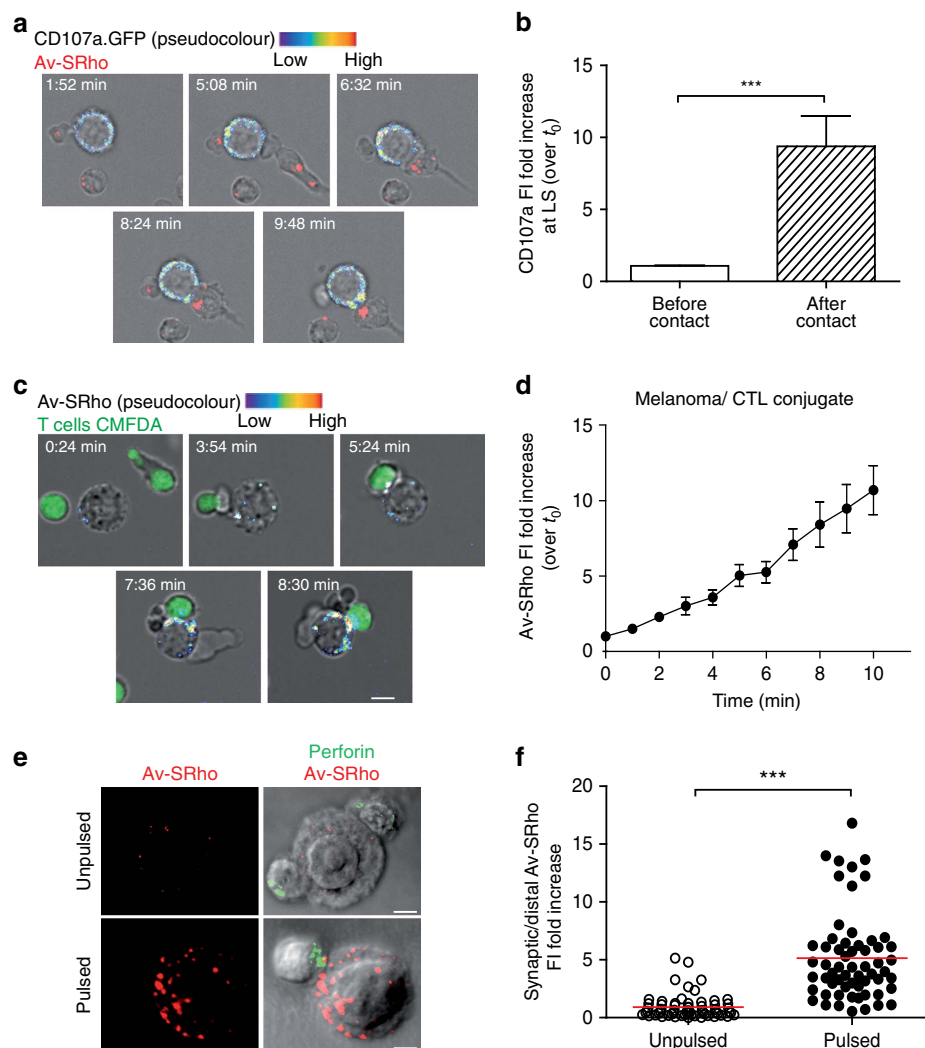 a
CD107a.GFP (pseudocolour)
Low High
Av-SRho
1:52 min
5:08 min
6:32 min
8:24 min
9:48 min
b
CD107a FI fold increase
at LS (over t0)
15
10
5
0
***
Before
contact
After
contact
c
Av-SRho (pseudocolour)
Low High
T cells CMFDA
0:24 min
3:54 min
5:24 min
7:36 min
8:30 min
d
Melanoma/ CTL conjugate
Av-SRho FI fold increase
(over t0)
15
10
5
0
0 2 4 6 8 10
Time (min)
e
Av-SRho
Perforin
Av-SRho
Unpulsed
Pulsed
f
Synaptic/distal Av-SRho
FI fold increase
20
15
10
5
0
***
Unpulsed
Pulsed